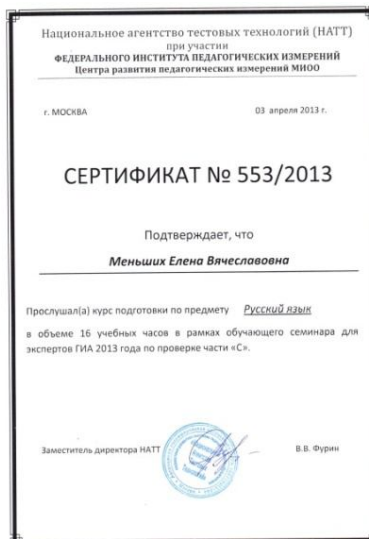 Национальное агентство тестовых технологий (НАТТ)
при участии
ФЕДЕРАЛЬНОГО ИНСТИТУТА ПЕДАГОГИЧЕСКИХ ИЗМЕРЕНИЙ
Центра развития педагогических измерений МИОО
г. МОСКВА 03 апреля 2013 г.
СЕРТИФИКАТ № 553/2013
Подтверждает, что
Меньших Елена Вячеславовна
Прослушал(а) курс подготовки по предмету Русский язык
в объеме 16 учебных часов в рамках обучающего семинара для
экспертов ГИА 2013 года по проверке части «С».
Заместитель директора НАТТ В.В. Фурин